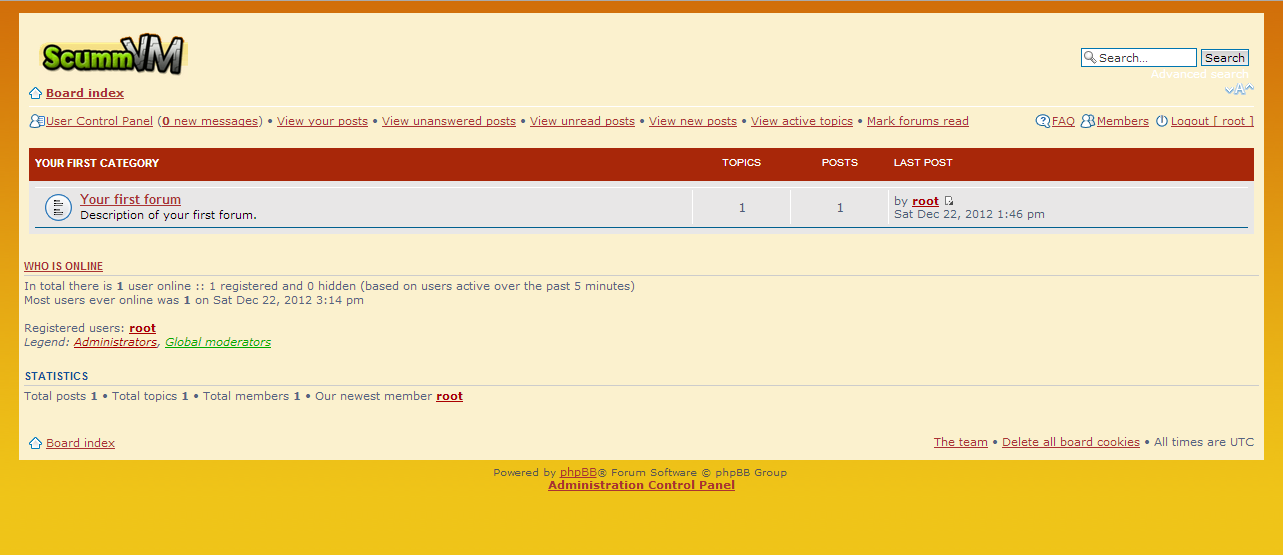 ScummVM
Search... Search
Advanced search
Board index
A
User Control Panel (0 new messages) • View your posts • View unanswered posts • View unread posts • View new posts • View active topics • Mark forums read FAQ Members Logout [ root ]
YOUR FIRST CATEGORY TOPICS POSTS LAST POST
Your first forum
Description of your first forum.
1 1
by root
Sat Dec 22, 2012 1:46 pm
WHO IS ONLINE
In total there is 1 user online :: 1 registered and 0 hidden (based on users active over the past 5 minutes)
Most users ever online was 1 on Sat Dec 22, 2012 3:14 pm
Registered users: root
Legend: Administrators, Global moderators
STATISTICS
Total posts 1 • Total topics 1 • Total members 1 • Our newest member root
Board index The team • Delete all board cookies • All times are UTC
Powered by phpBB® Forum Software © phpBB Group
Administration Control Panel